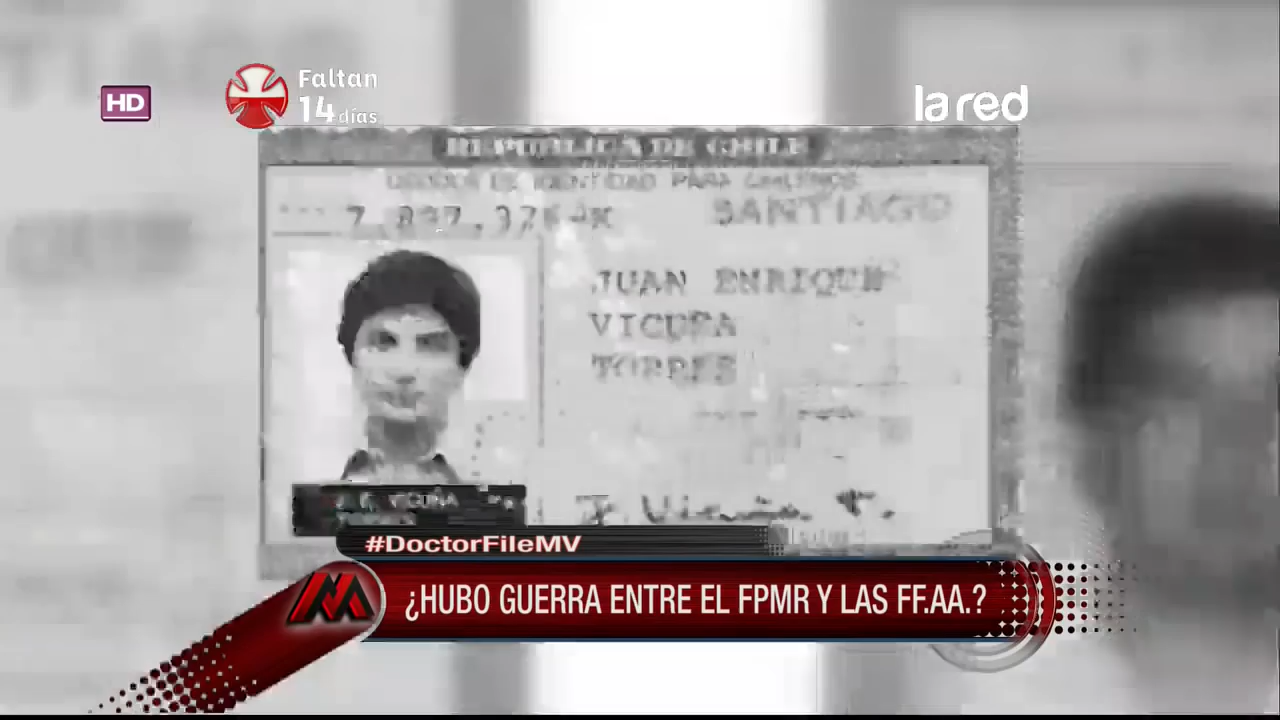 HD
Faltan
14 días
la red
REPUBLICA DE CHILE
SANTIAGO
JUAN ENRIQUE
VICUÑA
TORRES
#DoctorFileMV
¿HUBO GUERRA ENTRE EL FPMR Y LAS FF.AA.?